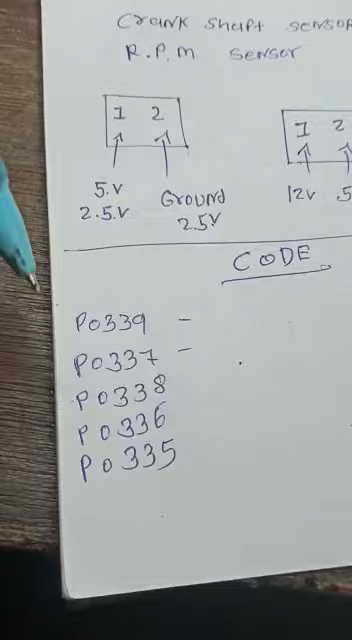 Crank shaft sensor
R.P.M sensor
1 2
5.V
2.5.V
Ground
2.5V
1 2
12V .5
CODE
P0339 -
P0337 -
P0338
P0336
P0335